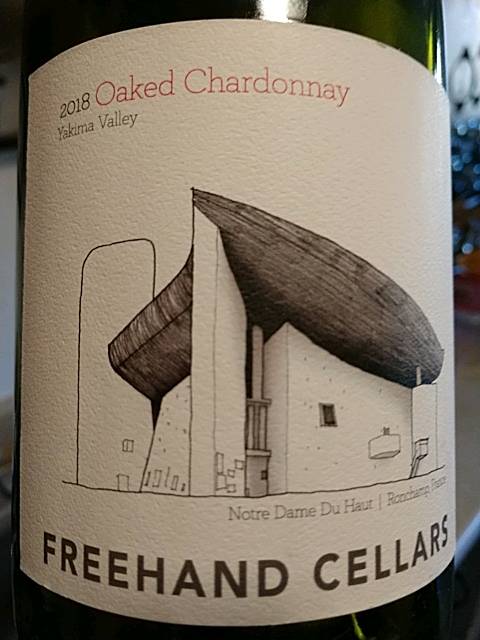 2018 Oaked Chardonnay
Yakima Valley
Notre Dame Du Haut | Ronchamp, France
FREEHAND CELLARS